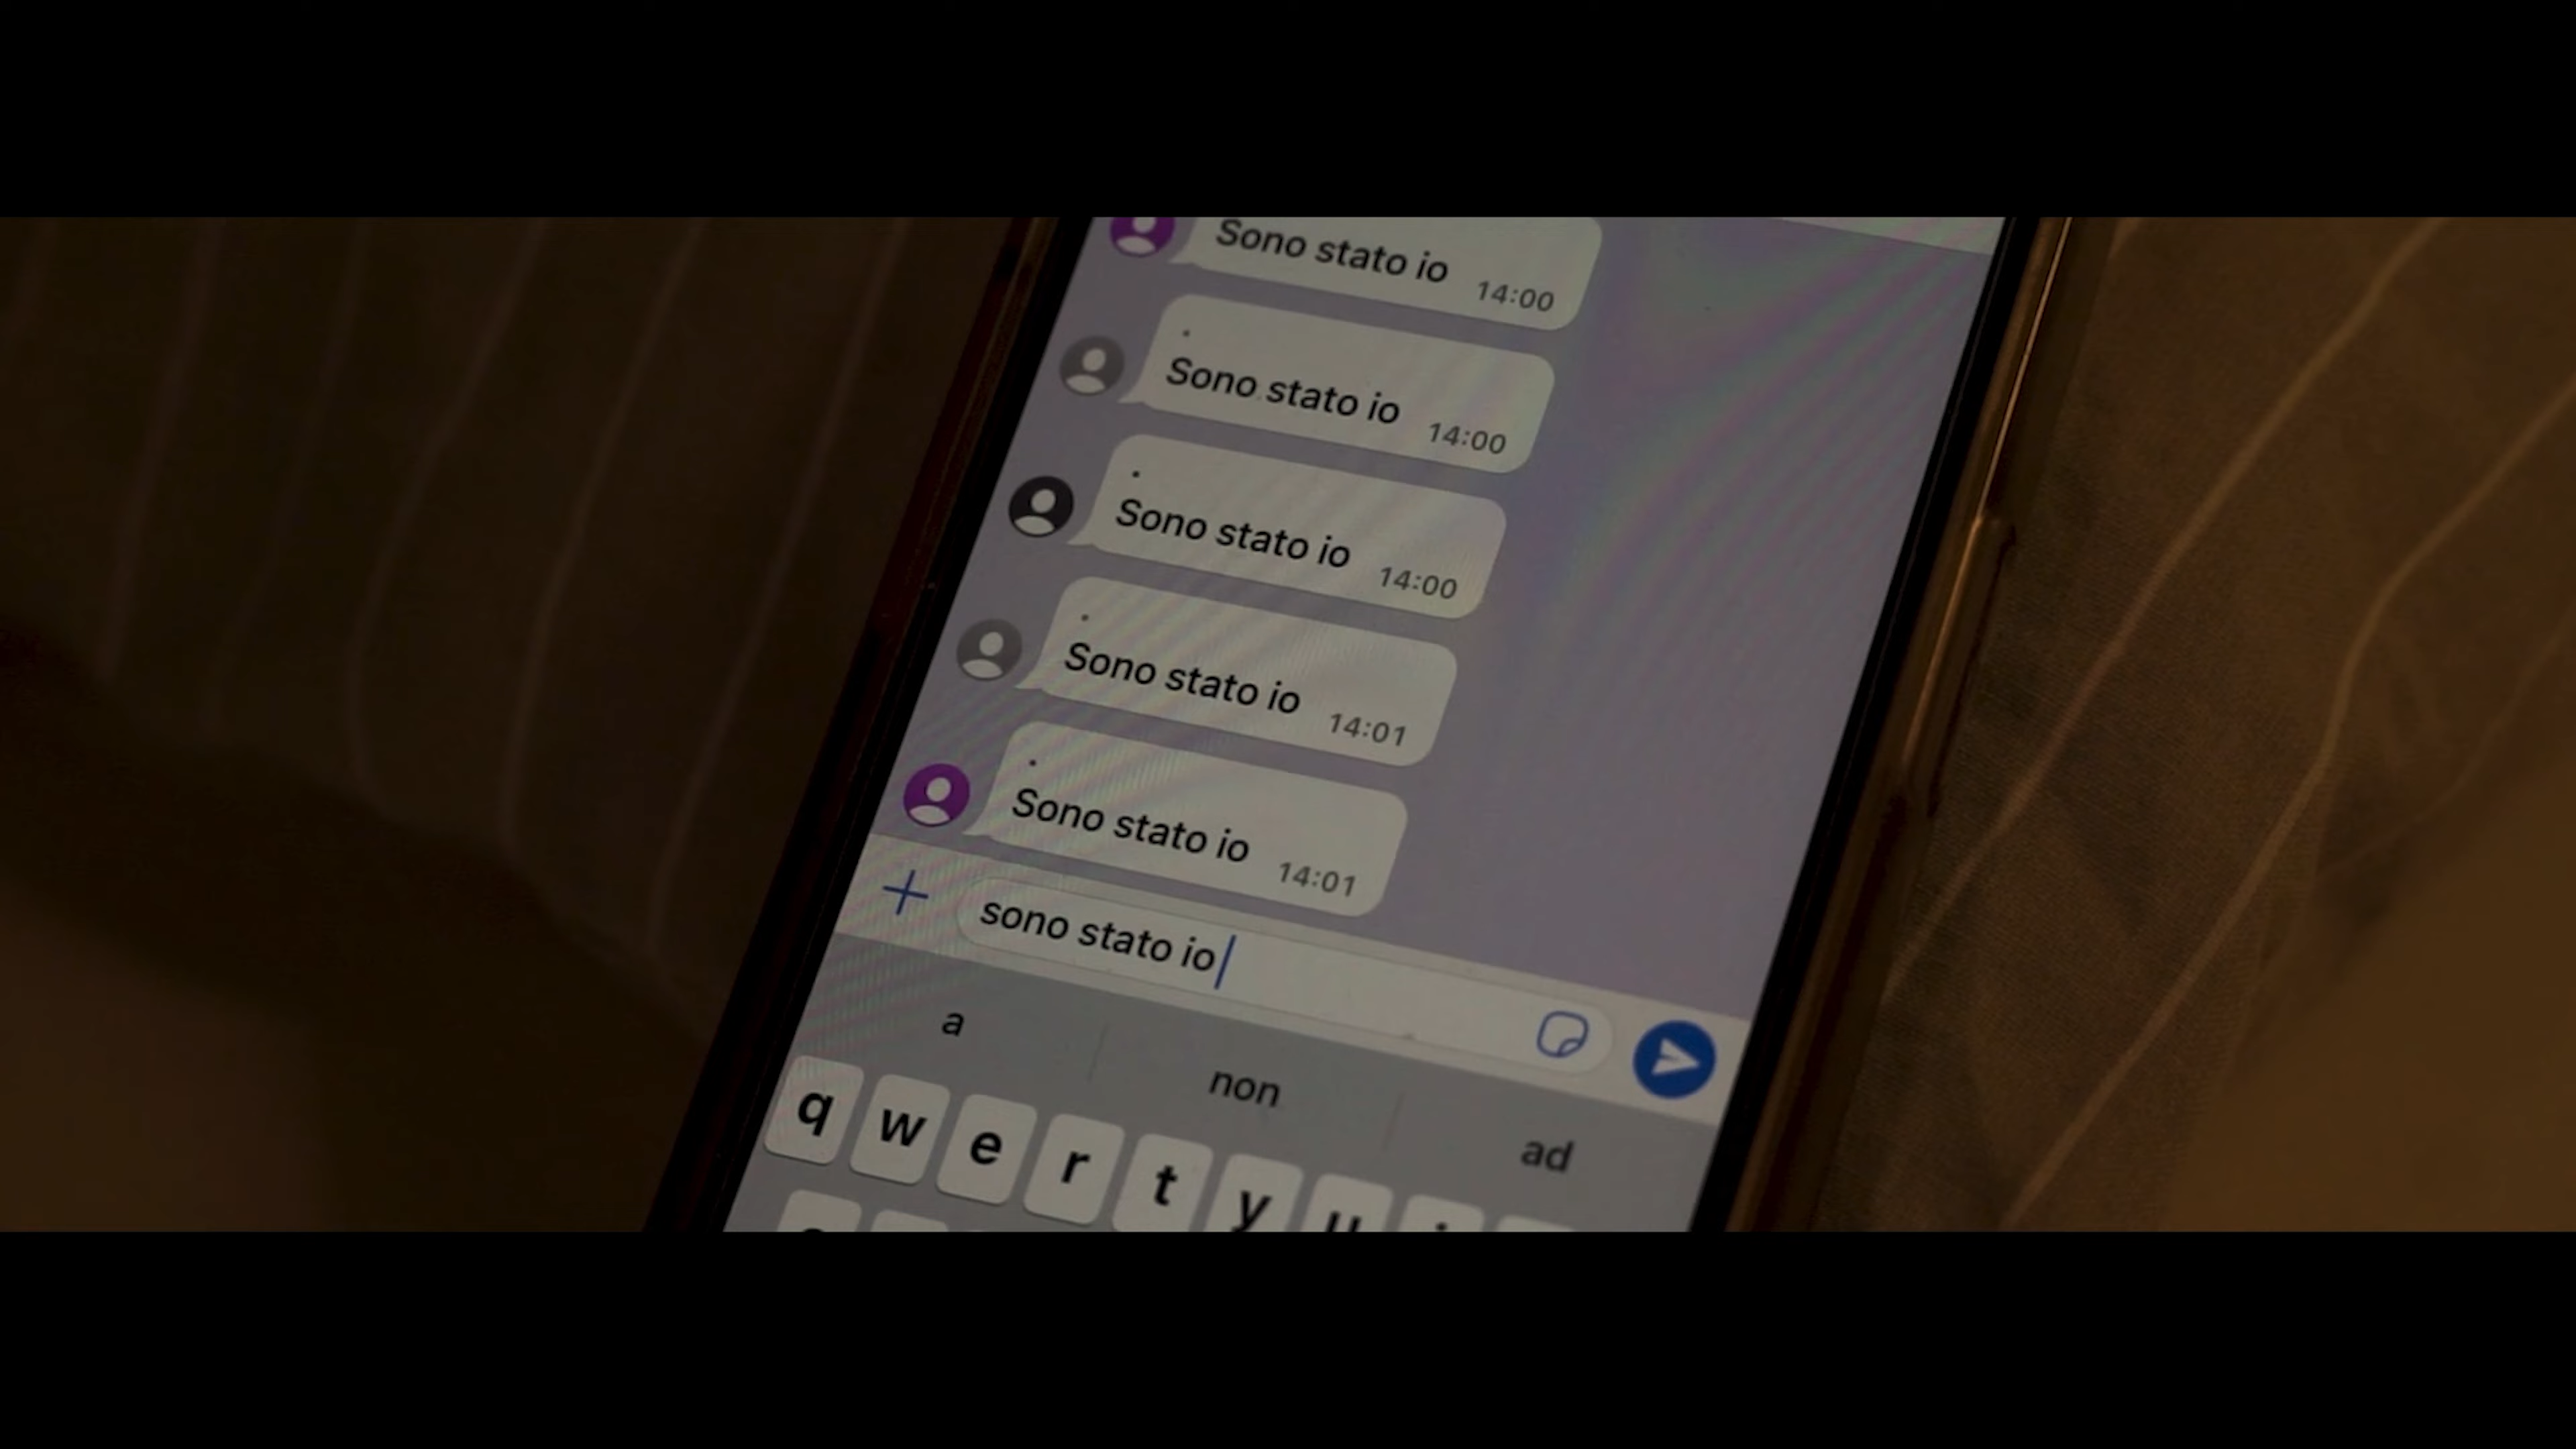 Sono stato io 14:00
.
Sono stato io 14:00
.
Sono stato io 14:00
.
Sono stato io 14:01
.
Sono stato io 14:01
sono stato io
a non ad
q w e r t y u i